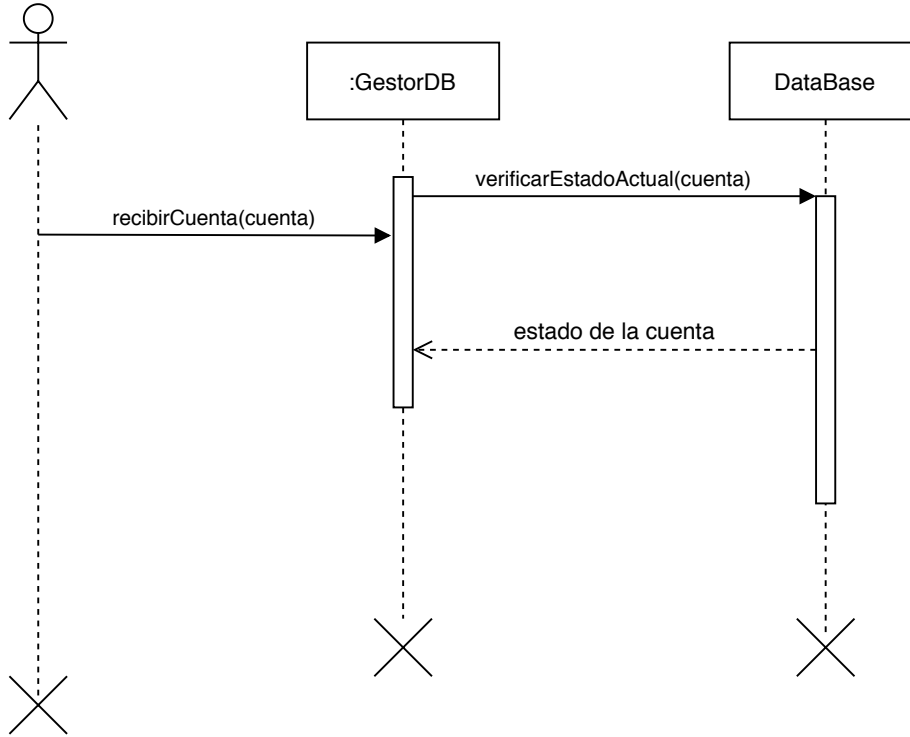 :GestorDB
DataBase
verificarEstadoActual(cuenta)
recibirCuenta(cuenta)
estado de la cuenta